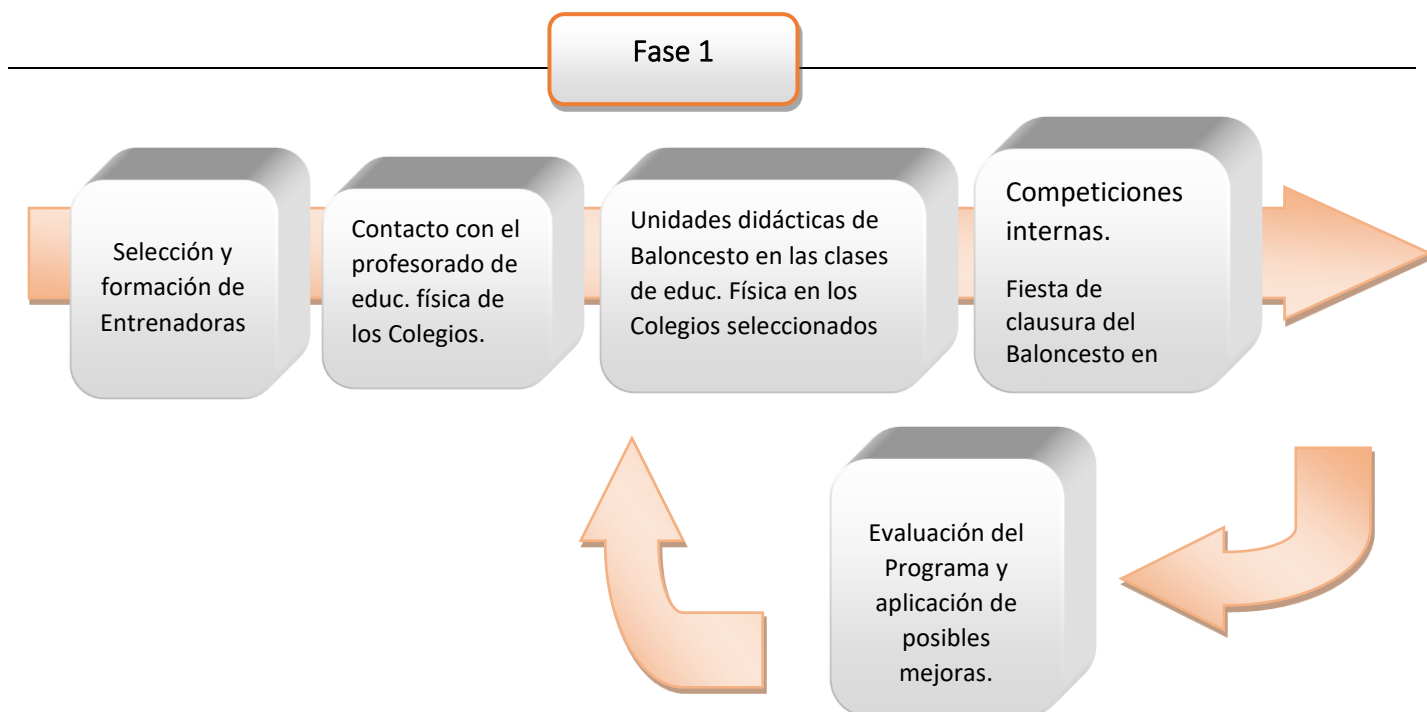 Fase 1
Selección y
formación de
Entrenadoras
Contacto con el
profesorado de
educ. física de
los Colegios.
Unidades didácticas de
Baloncesto en las clases
de educ. Física en los
Colegios seleccionados
Competiciones
internas.
Fiesta de
clausura del
Baloncesto en
Evaluación del
Programa y
aplicación de
posibles
mejoras.